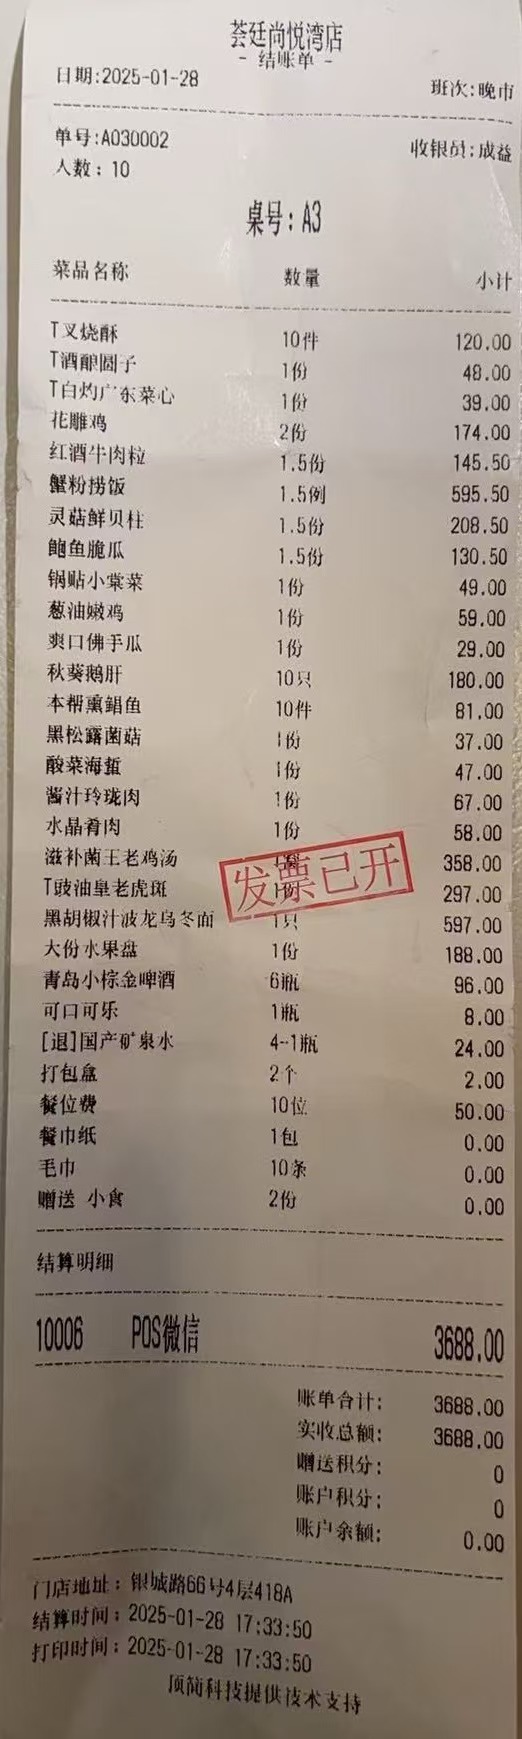 荟廷尚悦湾店
- 结账单 -
日期:2025-01-28 班次:晚市
单号:A030002 收银员:成益
人数: 10
桌号: A3
菜品名称 数量 小计
T叉烧酥 10件 120.00
T酒酿圆子 1份 48.00
T白灼广东菜心 1份 39.00
花雕鸡 2份 174.00
红酒牛肉粒 1.5份 145.50
蟹粉捞饭 1.5例 595.50
灵菇鲜贝柱 1.5份 208.50
鲍鱼脆瓜 1.5份 130.50
锅贴小棠菜 1份 49.00
葱油嫩鸡 1份 59.00
爽口佛手瓜 1份 29.00
秋葵鹅肝 10只 180.00
本帮熏鲳鱼 10件 81.00
黑松露菌菇 1份 37.00
酸菜海蜇 1份 47.00
酱汁玲珑肉 1份 67.00
水晶肴肉 1份 58.00
滋补菌王老鸡汤 358.00
发票已开
T豉油皇老虎斑 297.00
黑胡椒汁波龙乌冬面 1只 597.00
大份水果盘 1份 188.00
青岛小棕金啤酒 6瓶 96.00
可口可乐 1瓶 8.00
[退]国产矿泉水 4--1瓶 24.00
打包盒 2个 2.00
餐位费 10位 50.00
餐巾纸 1包 0.00
毛巾 10条 0.00
赠送 小食 2份 0.00
结算明细
10006 POS微信 3688.00
账单合计: 3688.00
实收总额: 3688.00
赠送积分: 0
账户积分: 0
账户余额: 0.00
门店地址: 银城路66号4层418A
结算时间: 2025-01-28 17:33:50
打印时间: 2025-01-28 17:33:50
顶简科技提供技术支持